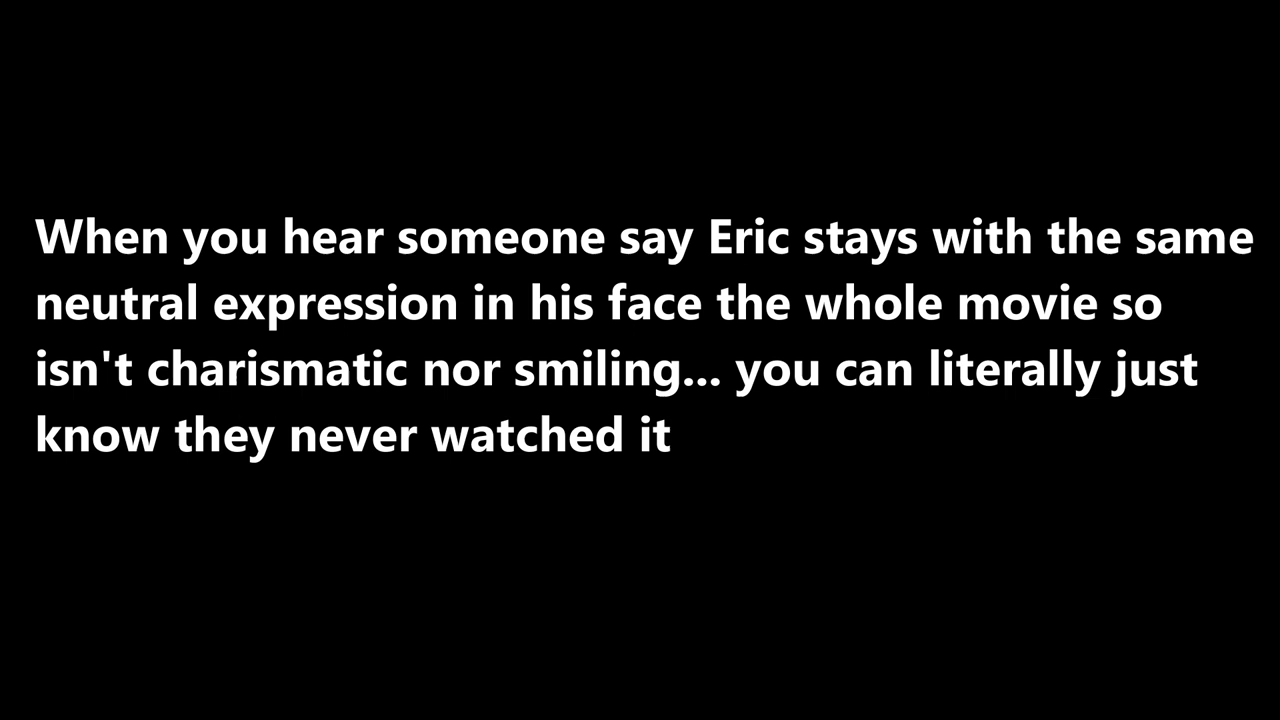 When you hear someone say Eric stays with the same
neutral expression in his face the whole movie so
isn't charismatic nor smiling... you can literally just
know they never watched it